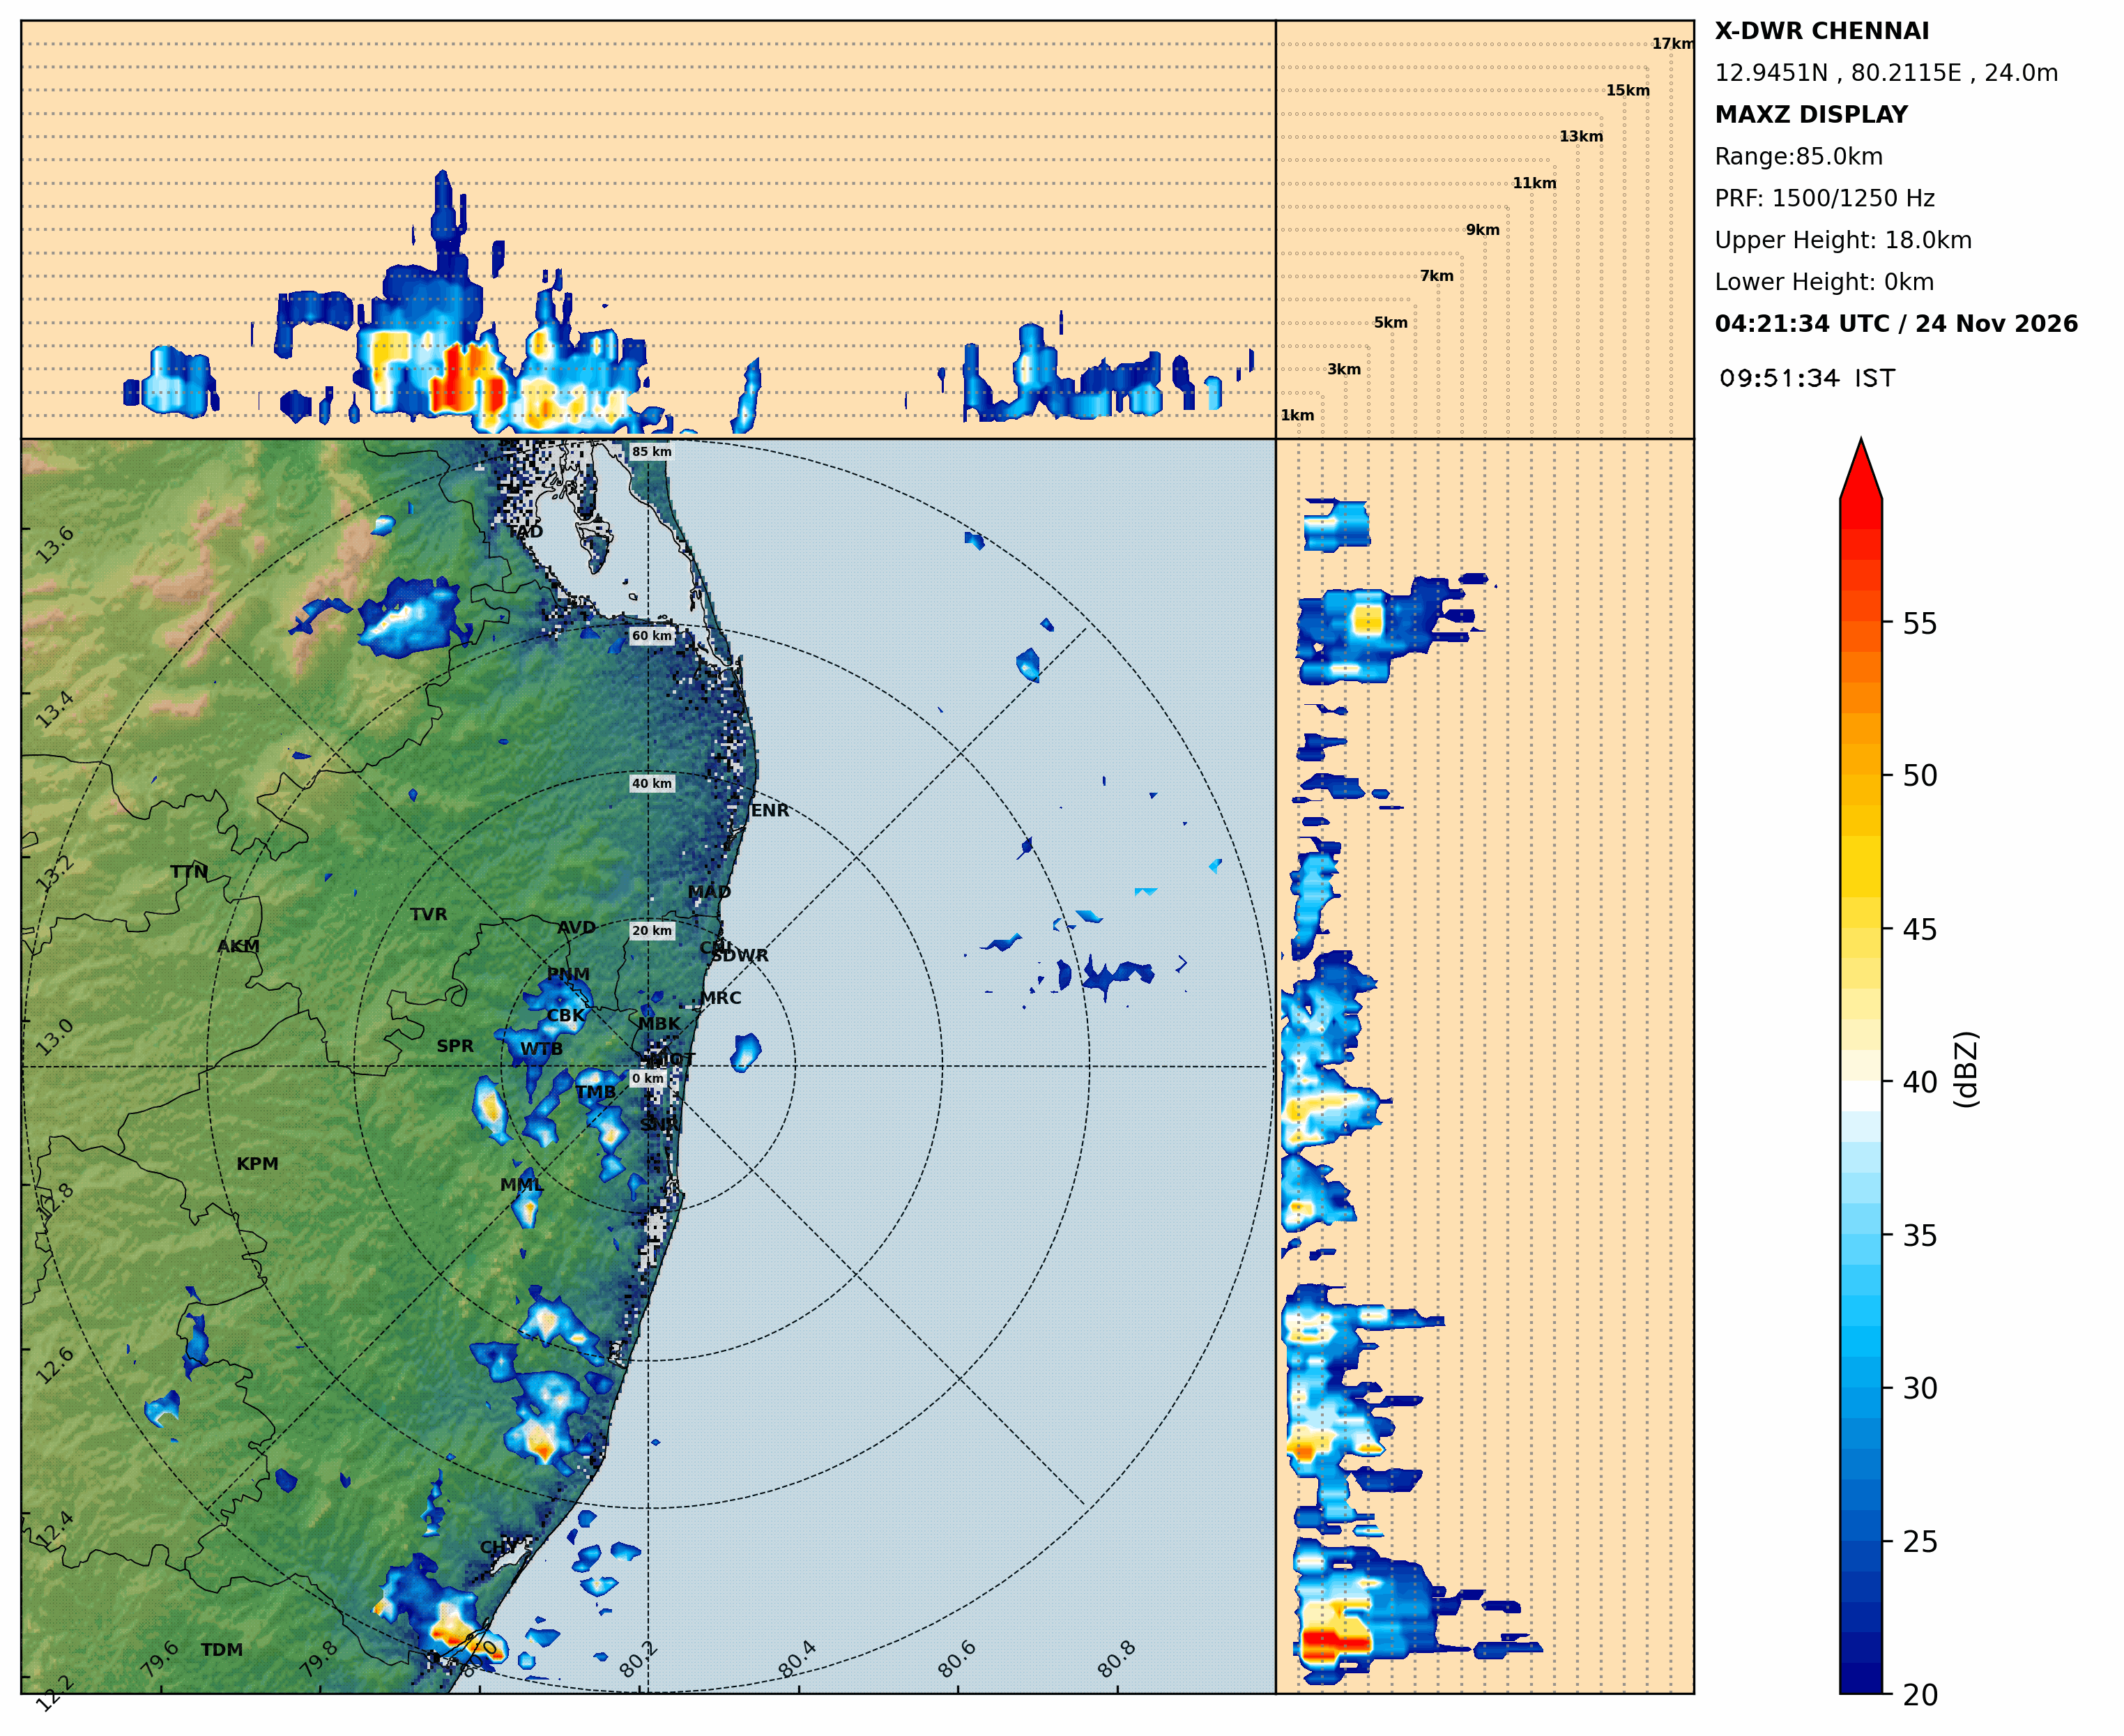 X-DWR CHENNAI
12.9451N , 80.2115E , 24.0m
MAXZ DISPLAY
Range:85.0km
PRF: 1500/1250 Hz
Upper Height: 18.0km
Lower Height: 0km
04:21:34 UTC / 24 Nov 2026
09:51:34 IST
17km
15km
13km
11km
9km
7km
5km
3km
1km
85 km
60 km
40 km
20 km
0 km
TAD
ENR
TTN
MAD
TVR
AVD
AKM
SDWR
PNM
MRC
CBK
MBK
SPR
WTB
TMB
SNR
KPM
MML
CHY
TDM
13.6
13.4
13.2
13.0
12.8
12.6
12.4
12.2
79.6
79.8
80.0
80.2
80.4
80.6
80.8
55
50
45
40
35
30
25
20
(dBZ)